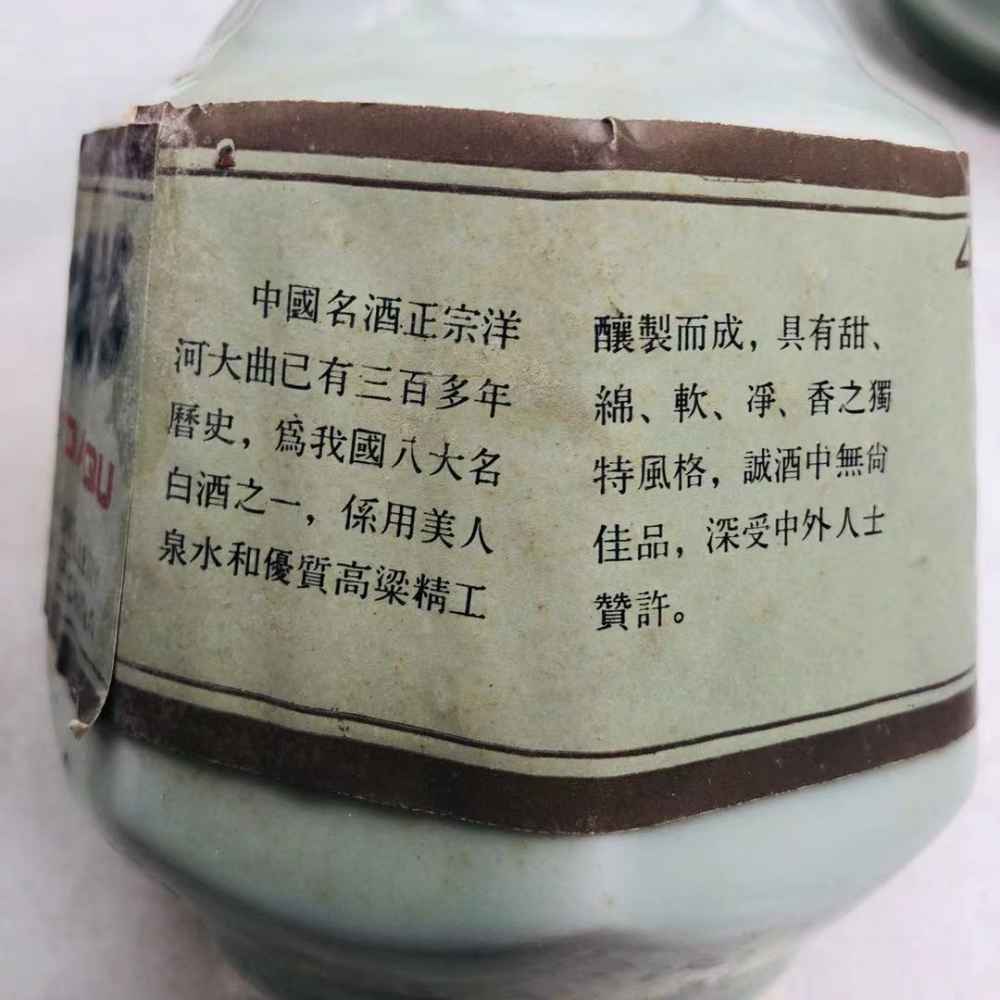 中國名酒正宗洋
河大曲已有三百多年
曆史，爲我國八大名
白酒之一，係用美人
泉水和優質高粱精工
釀製而成，具有甜、
綿、軟、凈、香之獨
特風格，誠酒中無尙
佳品，深受中外人士
贊許。